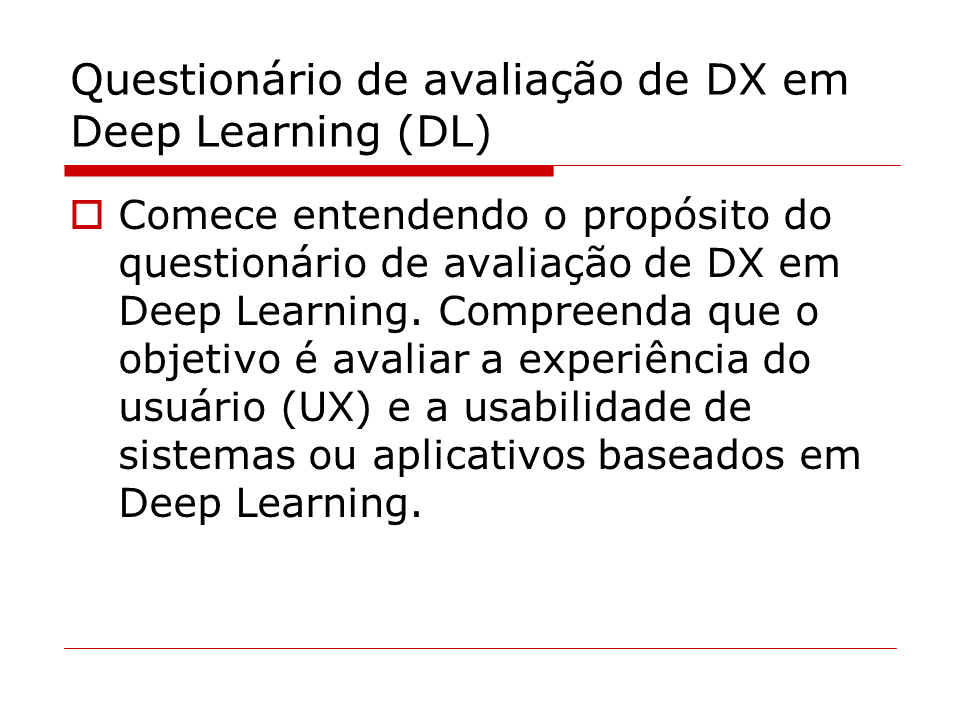 Questionário de avaliação de DX em
Deep Learning (DL)
Comece entendendo o propósito do
questionário de avaliação de DX em
Deep Learning. Compreenda que o
objetivo é avaliar a experiência do
usuário (UX) e a usabilidade de
sistemas ou aplicativos baseados em
Deep Learning.